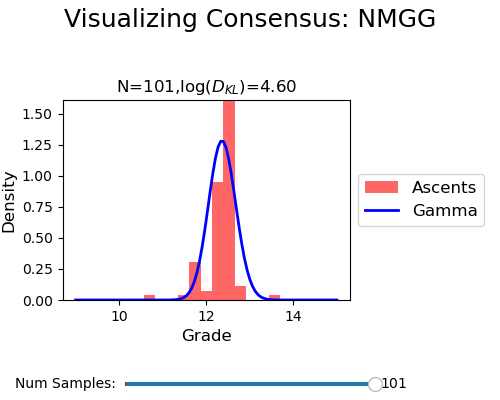 Visualizing Consensus: NMGG
N=101,log(D_KL)=4.60
1.50
1.25
1.00
0.75
0.50
0.25
0.00
Density
10 12 14
Grade
Ascents
Gamma
Num Samples: 101